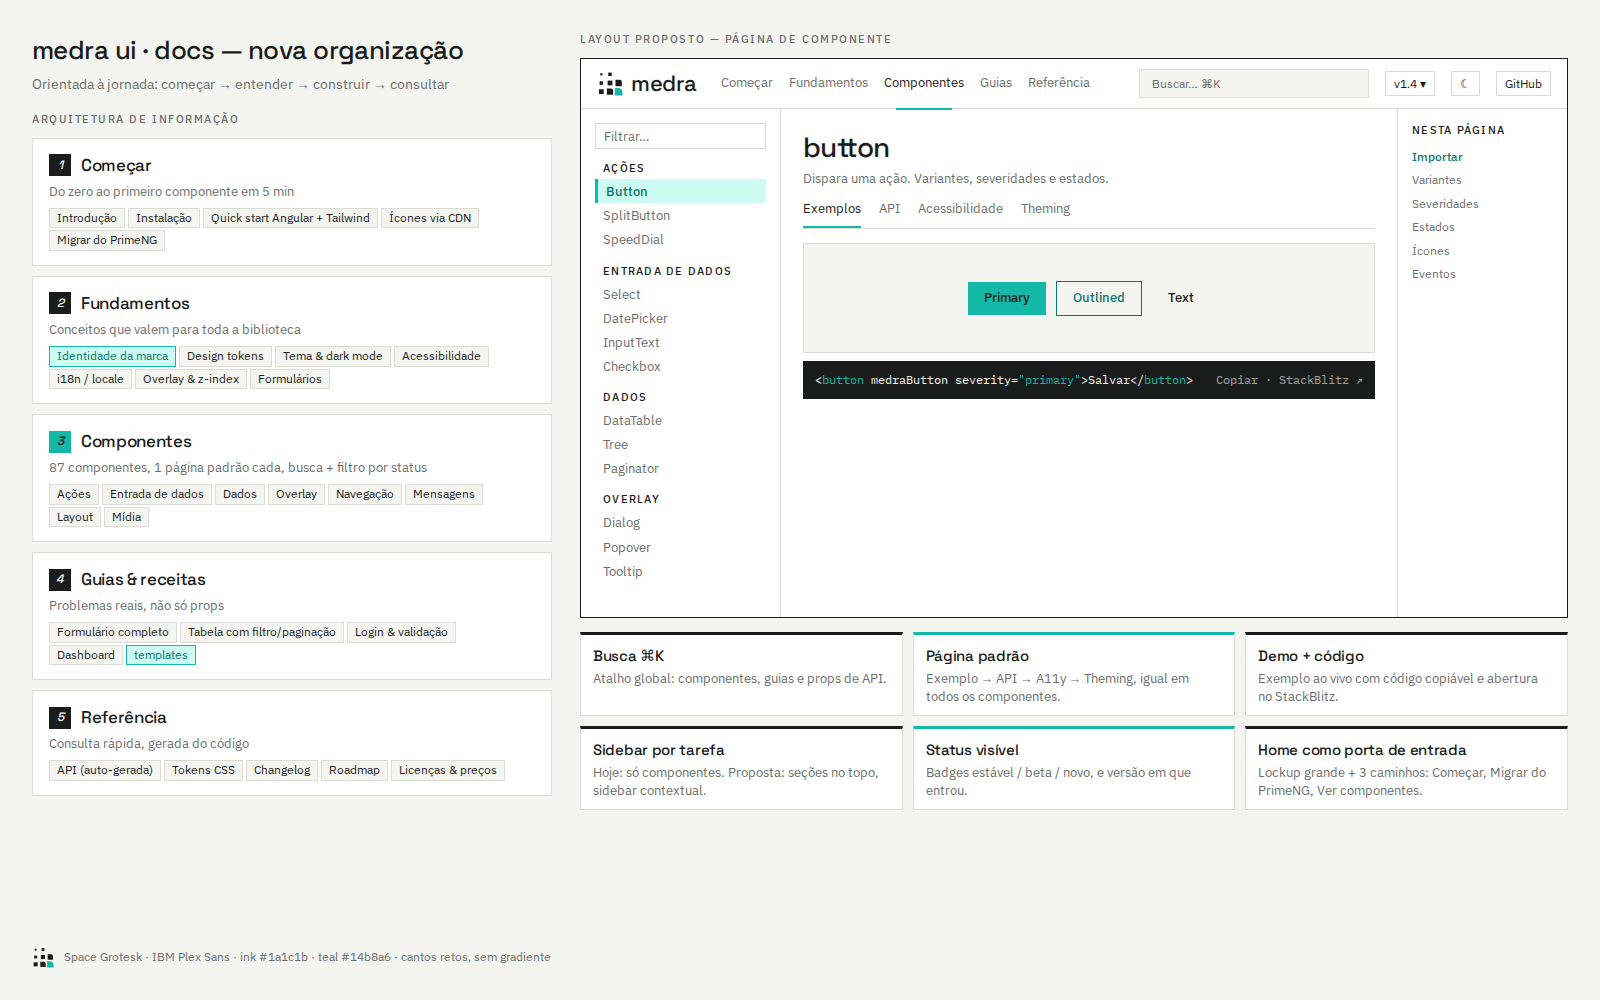 medra ui · docs — nova organização
Orientada à jornada: começar → entender → construir → consultar
ARQUITETURA DE INFORMAÇÃO
1 Começar
Do zero ao primeiro componente em 5 min
Introdução Instalação Quick start Angular + Tailwind Ícones via CDN
Migrar do PrimeNG
2 Fundamentos
Conceitos que valem para toda a biblioteca
Identidade da marca Design tokens Tema & dark mode Acessibilidade
i18n / locale Overlay & z-index Formulários
3 Componentes
87 componentes, 1 página padrão cada, busca + filtro por status
Ações Entrada de dados Dados Overlay Navegação Mensagens
Layout Mídia
4 Guias & receitas
Problemas reais, não só props
Formulário completo Tabela com filtro/paginação Login & validação
Dashboard templates
5 Referência
Consulta rápida, gerada do código
API (auto-gerada) Tokens CSS Changelog Roadmap Licenças & preços
LAYOUT PROPOSTO — PÁGINA DE COMPONENTE
medra Começar Fundamentos Componentes Guias Referência Buscar... ⌘K v1.4 ▾ ☾ GitHub
Filtrar...
AÇÕES
Button
SplitButton
SpeedDial
ENTRADA DE DADOS
Select
DatePicker
InputText
Checkbox
DADOS
DataTable
Tree
Paginator
OVERLAY
Dialog
Popover
Tooltip
button
Dispara uma ação. Variantes, severidades e estados.
Exemplos API Acessibilidade Theming
Primary Outlined Text
<button medraButton severity="primary">Salvar</button> Copiar · StackBlitz ↗
NESTA PÁGINA
Importar
Variantes
Severidades
Estados
Ícones
Eventos
Busca ⌘K
Atalho global: componentes, guias e props de API.
Página padrão
Exemplo → API → A11y → Theming, igual em
todos os componentes.
Demo + código
Exemplo ao vivo com código copiável e abertura
no StackBlitz.
Sidebar por tarefa
Hoje: só componentes. Proposta: seções no topo,
sidebar contextual.
Status visível
Badges estável / beta / novo, e versão em que
entrou.
Home como porta de entrada
Lockup grande + 3 caminhos: Começar, Migrar do
PrimeNG, Ver componentes.
Space Grotesk · IBM Plex Sans · ink #1a1c1b · teal #14b8a6 · cantos retos, sem gradiente